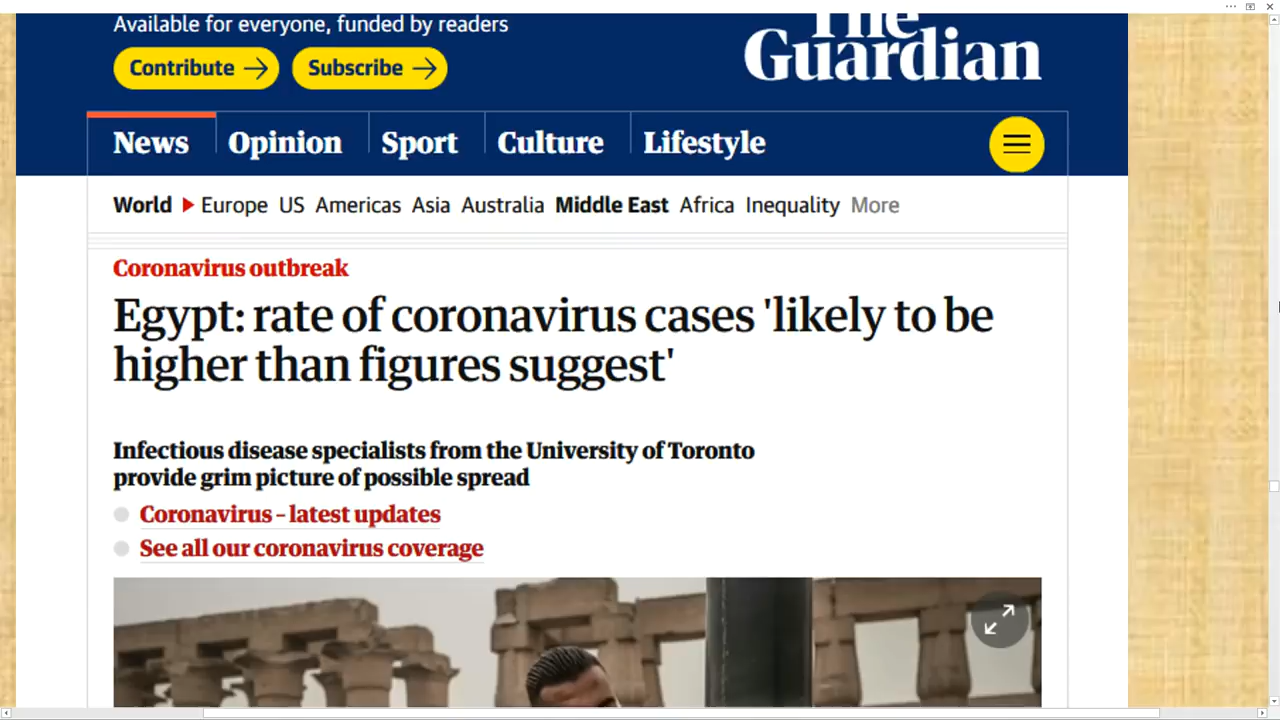 Available for everyone, funded by readers
Contribute
Subscribe
The
Guardian
News
Opinion
Sport
Culture
Lifestyle
World
Europe US Americas Asia Australia Middle East Africa Inequality More
Coronavirus outbreak
Egypt: rate of coronavirus cases 'likely to be
higher than figures suggest'
Infectious disease specialists from the University of Toronto
provide grim picture of possible spread
Coronavirus – latest updates
See all our coronavirus coverage